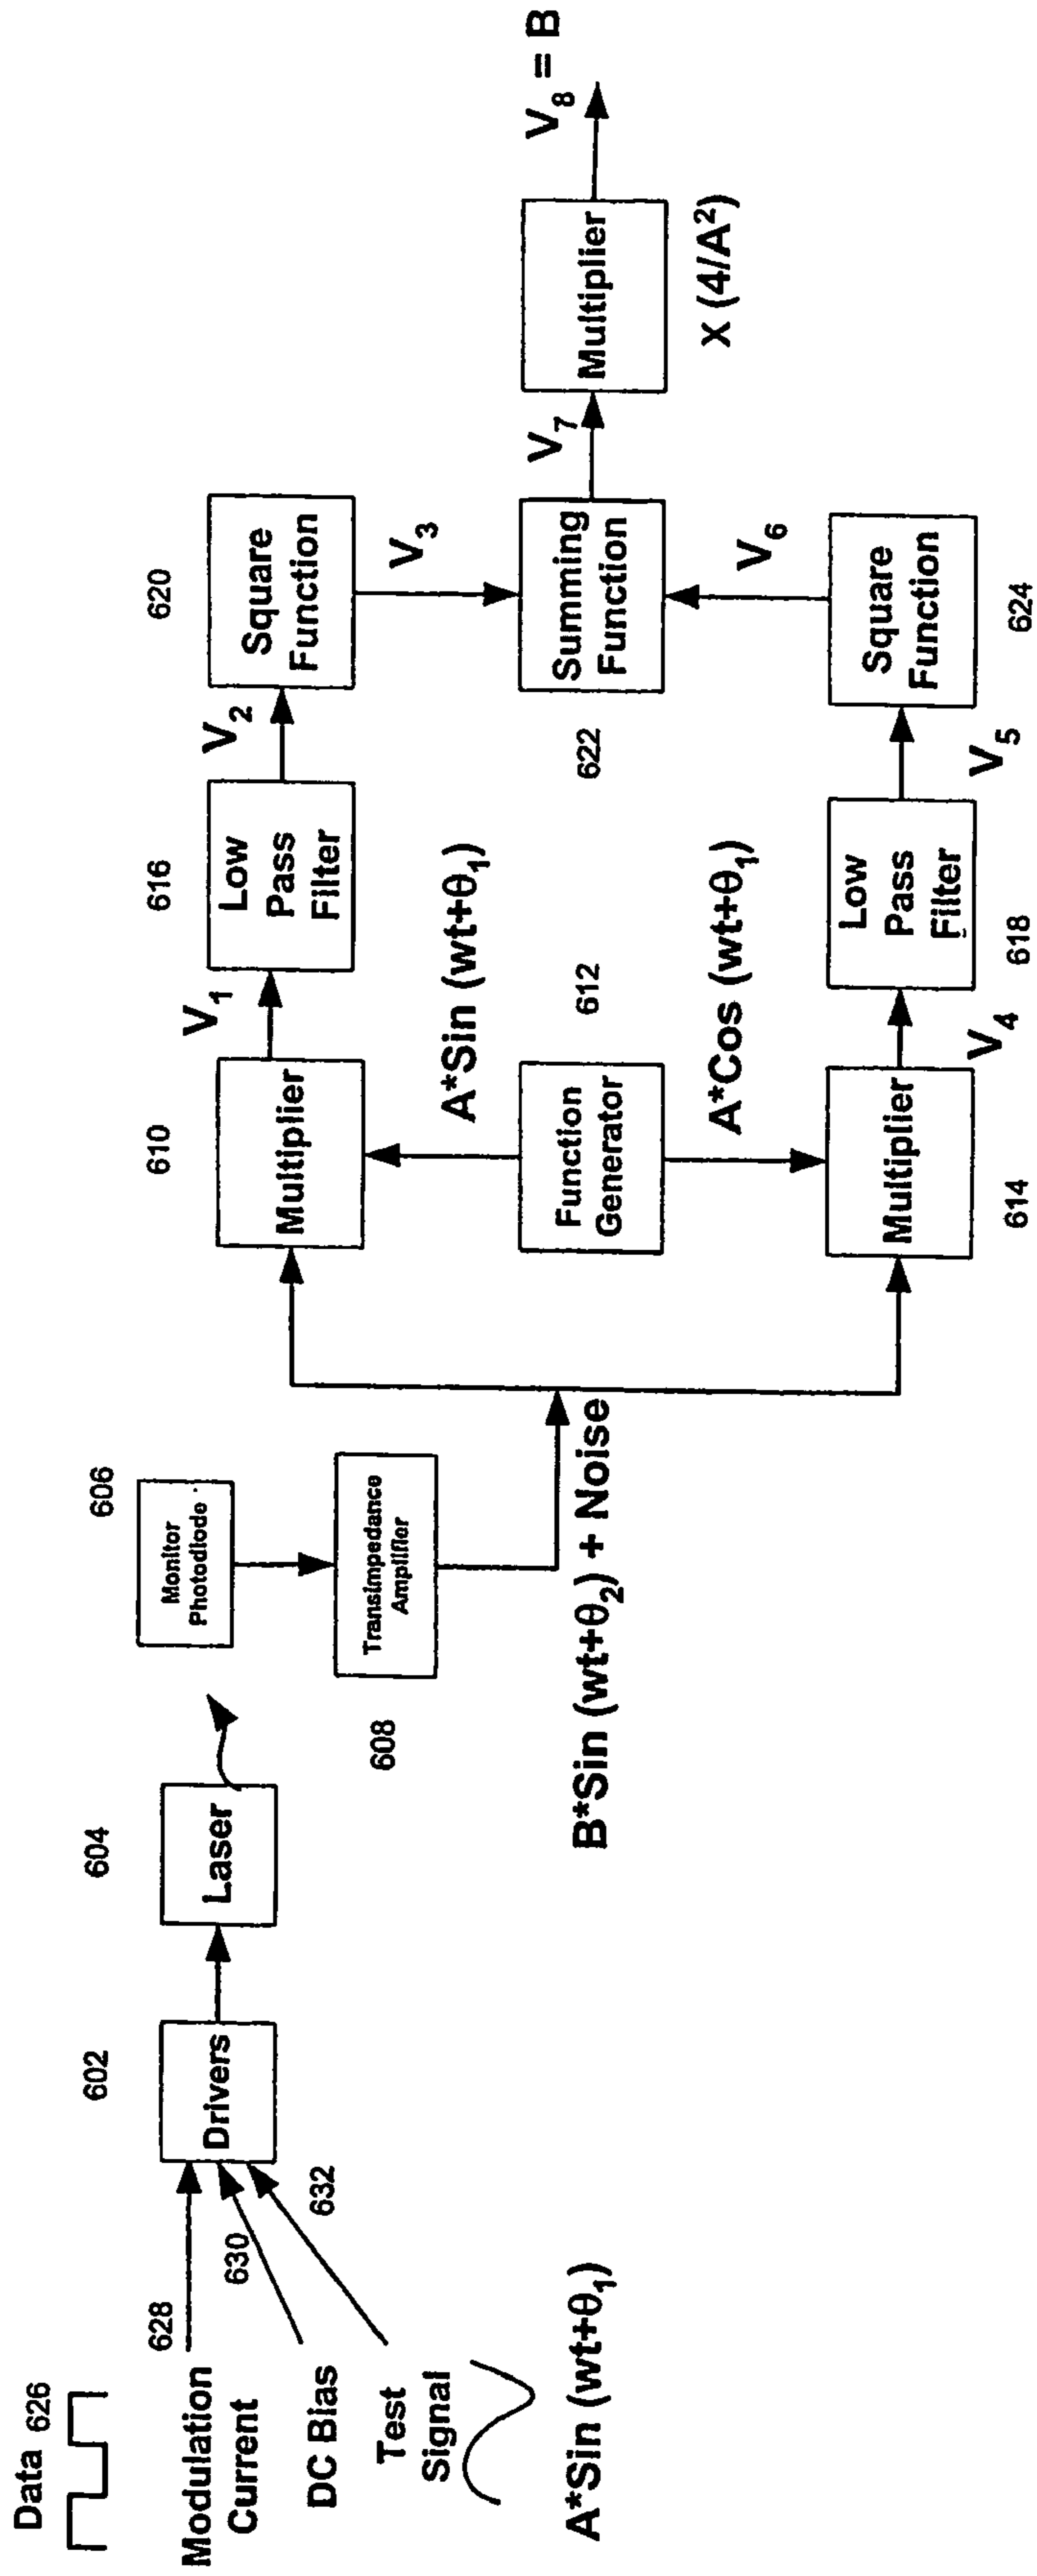 Data 626
Modulation
Current
628
DC Bias
630
Test
Signal
632
A*Sin (wt+θ₁)
602
Drivers
604
Laser
606
Monitor
Photodiode
608
Transimpedance
Amplifier
B*Sin (wt+θ₂) + Noise
610
Multiplier
V₁
616
Low
Pass
Filter
V₂
620
Square
Function
V₃
A*Sin (wt+θ₁)
612
Function
Generator
A*Cos (wt+θ₁)
614
Multiplier
V₄
618
Low
Pass
Filter
V₅
624
Square
Function
V₆
622
Summing
Function
V₇
Multiplier
X (4/A²)
V₈ = B